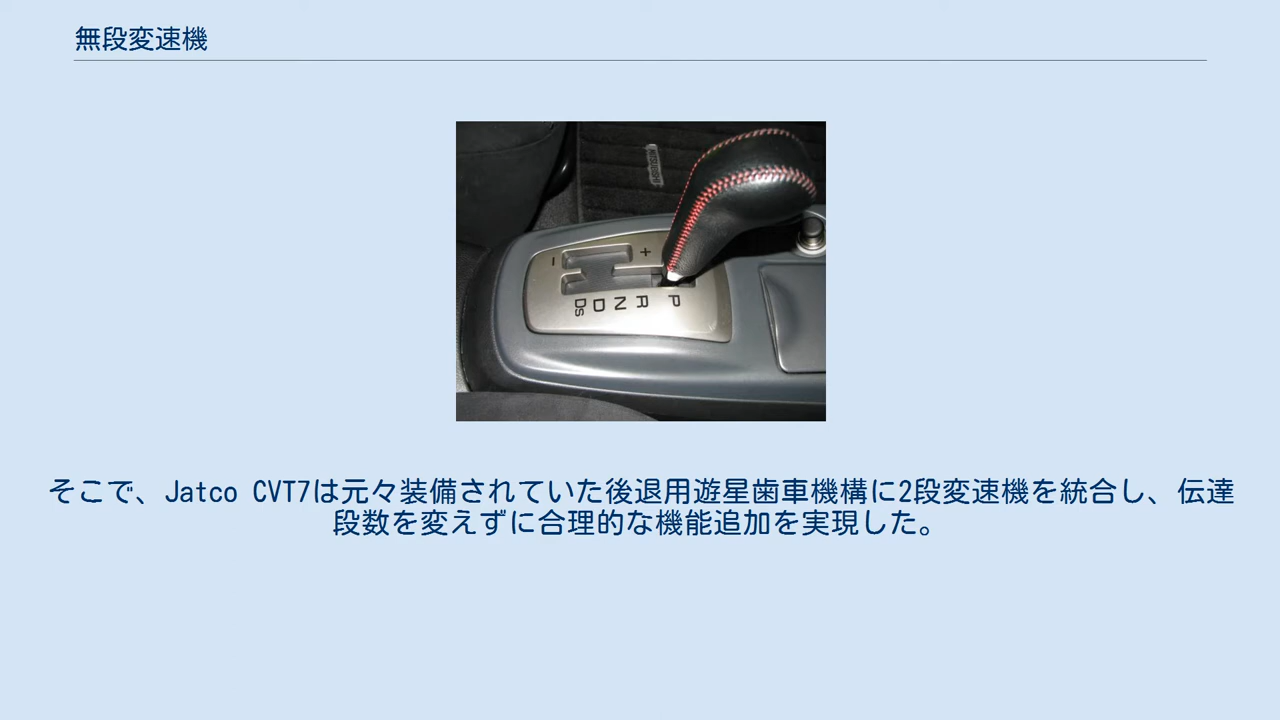 無段変速機
-
+
Ds
D
N
R
P
そこで、Jatco CVT7は元々装備されていた後退用遊星歯車機構に2段変速機を統合し、伝達
段数を変えずに合理的な機能追加を実現した。